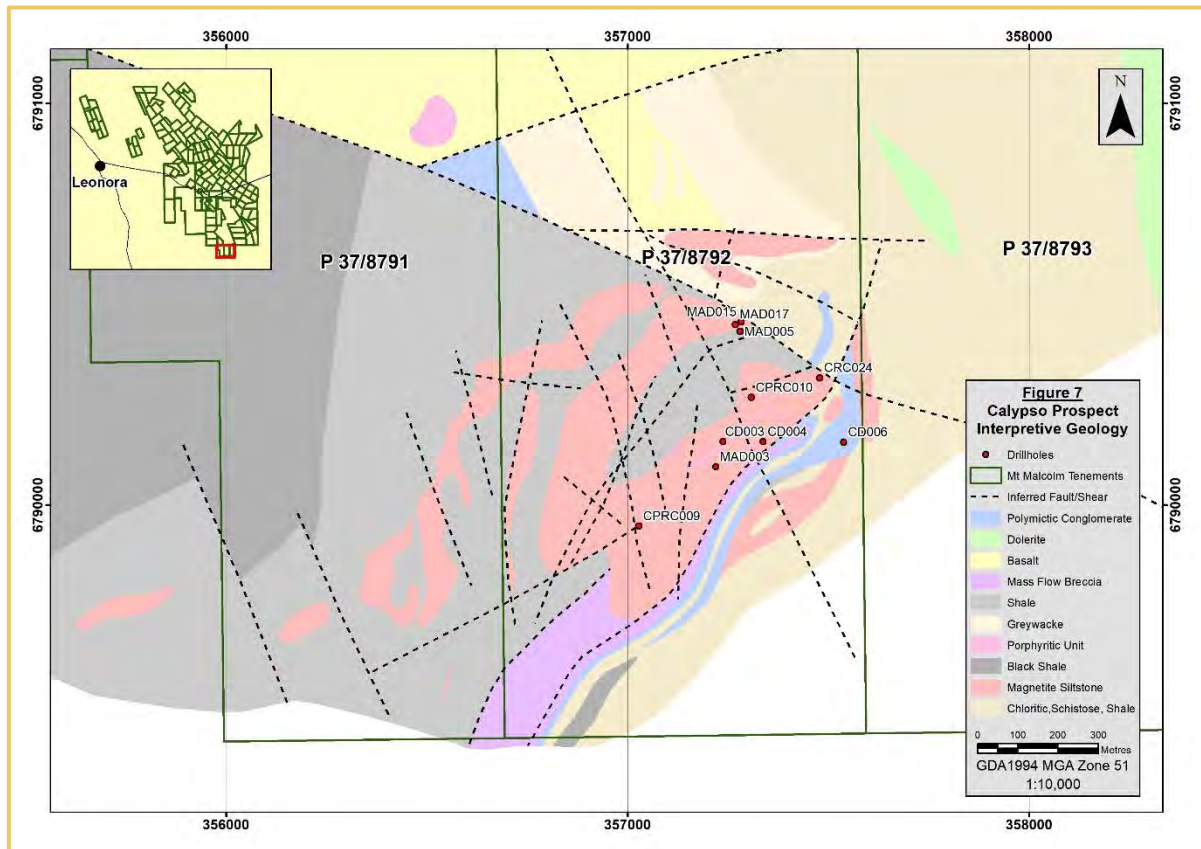 356000
357000
358000
6791000
6791000
N
Leonora
P 37/8791
P 37/8792
P 37/8793
MAD015
MAD017
MAD005
CRC024
CPRC010
CD003
CD004
CD006
MAD003
CPRC009
6790000
6790000
Figure 7
Calypso Prospect
Interpretive Geology
Drillholes
Mt Malcolm Tenements
Inferred Fault/Shear
Polymictic Conglomerate
Dolerite
Basalt
Mass Flow Breccia
Shale
Greywacke
Porphyritic Unit
Black Shale
Magnetite Siltstone
Chloritic,Schistose, Shale
0 100 200 300
Metres
GDA1994 MGA Zone 51
1:10,000
356000
357000
358000